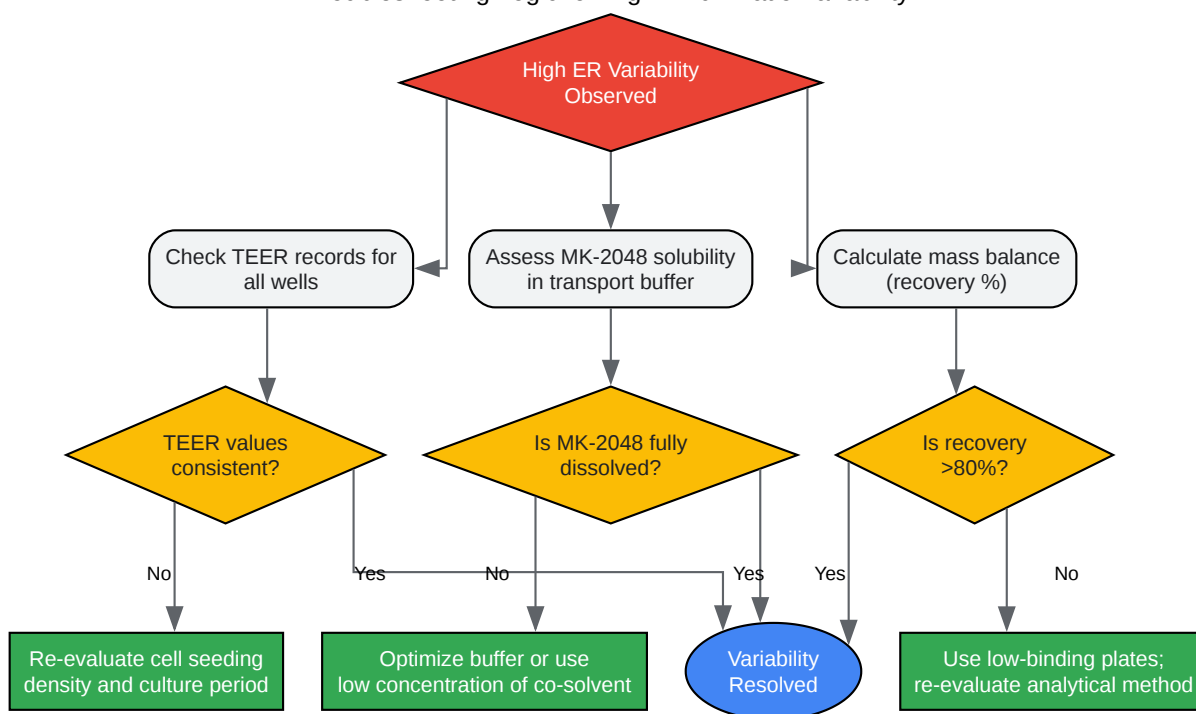 High ER Variability
Observed
Check TEER records for
all wells
Assess MK-2048 solubility
in transport buffer
Calculate mass balance
(recovery %)
TEER values
consistent?
Is MK-2048 fully
dissolved?
Is recovery
>80%?
No
Yes
No
Yes
Yes
No
Re-evaluate cell seeding
density and culture period
Optimize buffer or use
low concentration of co-solvent
Variability
Resolved
Use low-binding plates;
re-evaluate analytical method